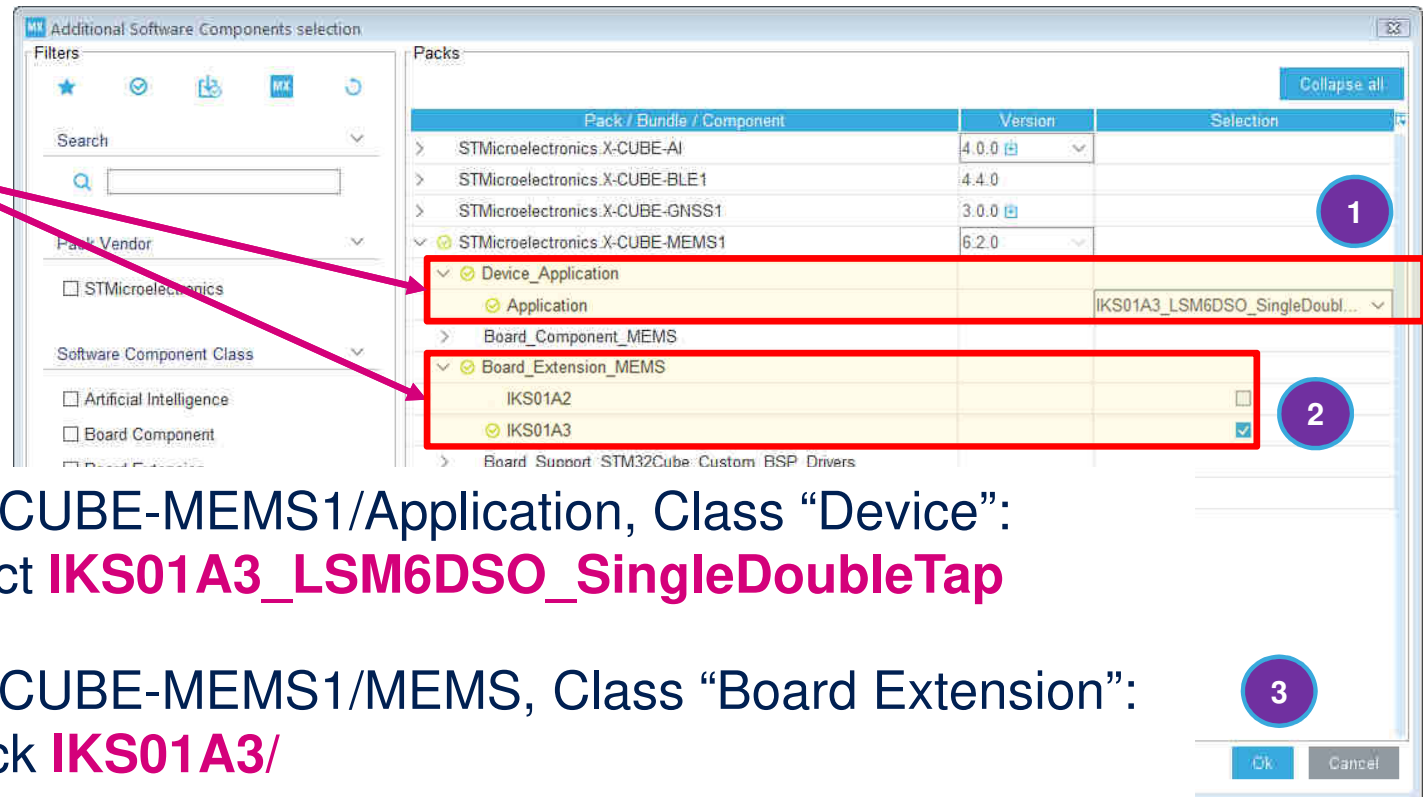 MX Additional Software Components selection
Filters
Packs
MX
Collapse all
Pack / Bundle / Component Version Selection
Search
STMicroelectronics.X-CUBE-AI 4.0.0
STMicroelectronics.X-CUBE-BLE1 4.4.0
STMicroelectronics.X-CUBE-GNSS1 3.0.0
1
Pack Vendor
STMicroelectronics.X-CUBE-MEMS1 6.2.0
Device_Application
STMicroelectronics
Application IKS01A3_LSM6DSO_SingleDoubl...
Board_Component_MEMS
Software Component Class
Board_Extension_MEMS
Artificial Intelligence
IKS01A2
2
Board Component
IKS01A3
Board Extension
Board_Support_STM32Cube_Custom_BSP_Drivers
CUBE-MEMS1/Application, Class “Device”:
ct IKS01A3_LSM6DSO_SingleDoubleTap
CUBE-MEMS1/MEMS, Class “Board Extension”:
3
ck IKS01A3/
Ok Cancel